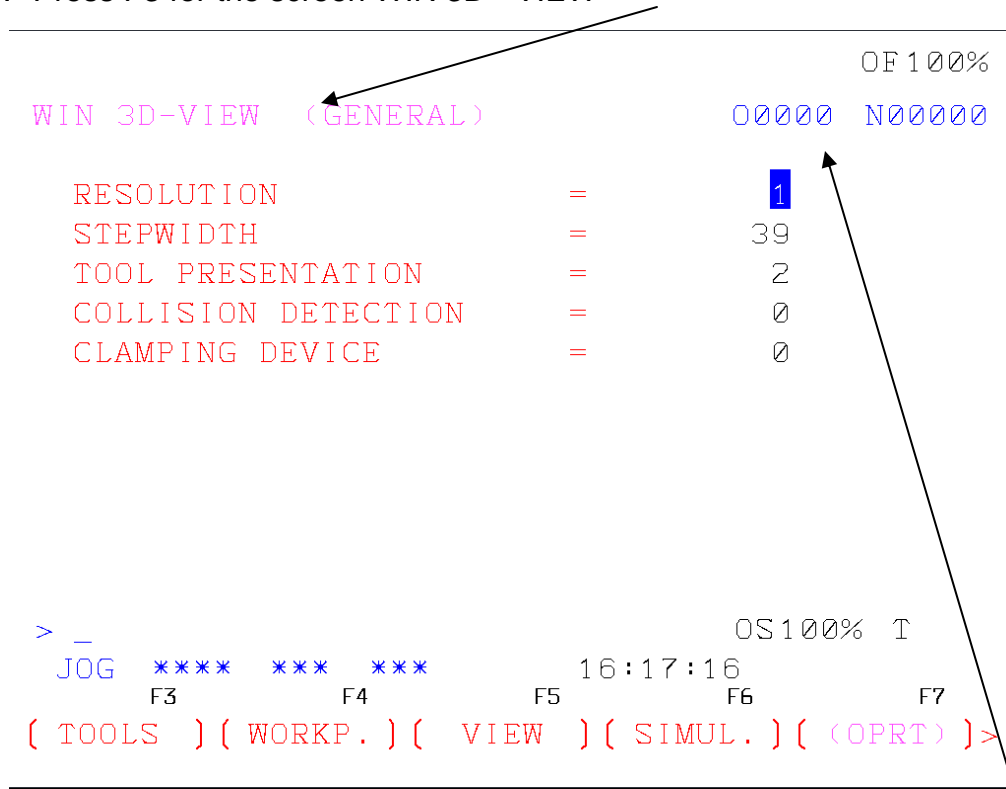 OF100%
WIN 3D-VIEW (GENERAL) O0000 N00000
RESOLUTION = 1
STEPWIDTH = 39
TOOL PRESENTATION = 2
COLLISION DETECTION = 0
CLAMPING DEVICE = 0
> _ OS100% T
JOG **** *** *** 16:17:16
F3 F4 F5 F6 F7
[ TOOLS ] [ WORKP. ] [ VIEW ] [ SIMUL. ] [ (OPRT) ]>